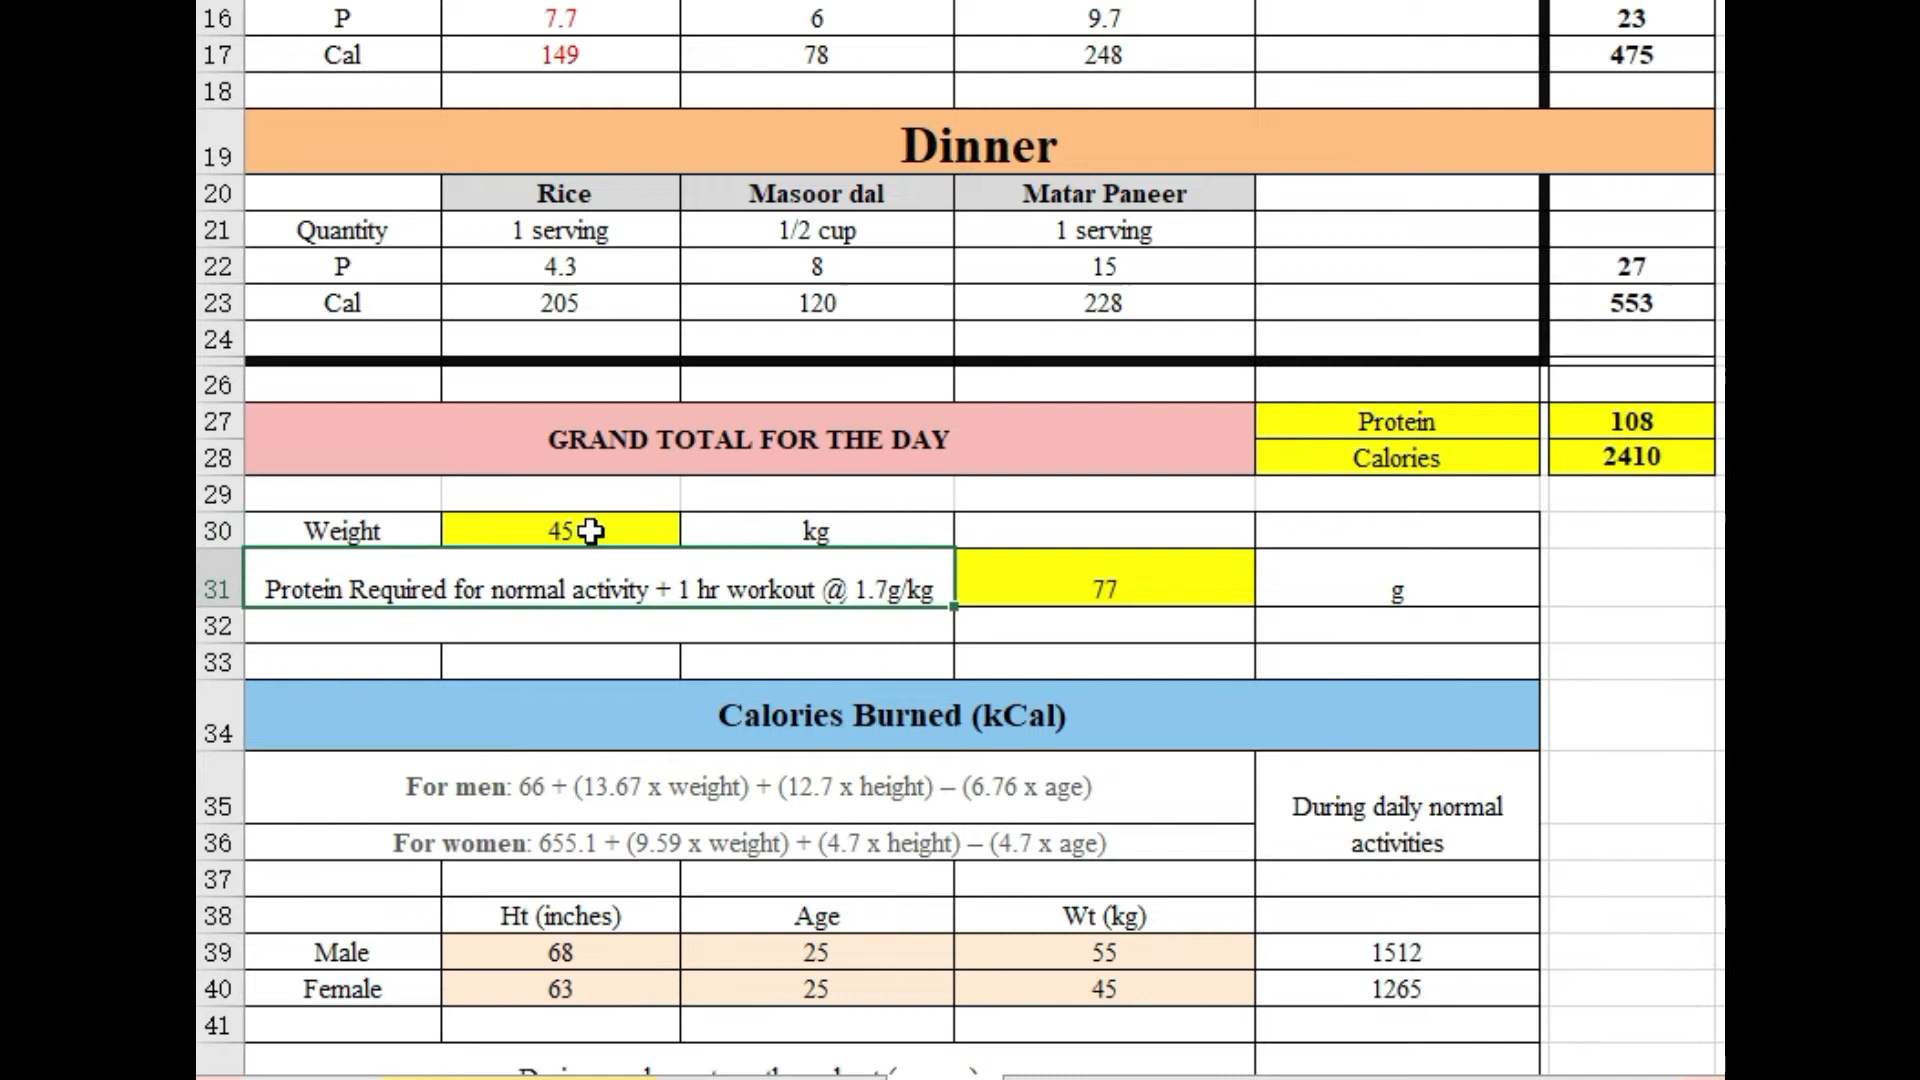 16 P 7.7 6 9.7 23
17 Cal 149 78 248 475
18
19 Dinner
20 Rice Masoor dal Matar Paneer
21 Quantity 1 serving 1/2 cup 1 serving
22 P 4.3 8 15 27
23 Cal 205 120 228 553
24
26
27 Protein 108
GRAND TOTAL FOR THE DAY
28 Calories 2410
29
30 Weight 45 kg
31 Protein Required for normal activity + 1 hr workout @ 1.7g/kg 77 g
32
33
34 Calories Burned (kCal)
35 For men: 66 + (13.67 x weight) + (12.7 x height) – (6.76 x age)
During daily normal
36 For women: 655.1 + (9.59 x weight) + (4.7 x height) – (4.7 x age)
activities
37
38 Ht (inches) Age Wt (kg)
39 Male 68 25 55 1512
40 Female 63 25 45 1265
41